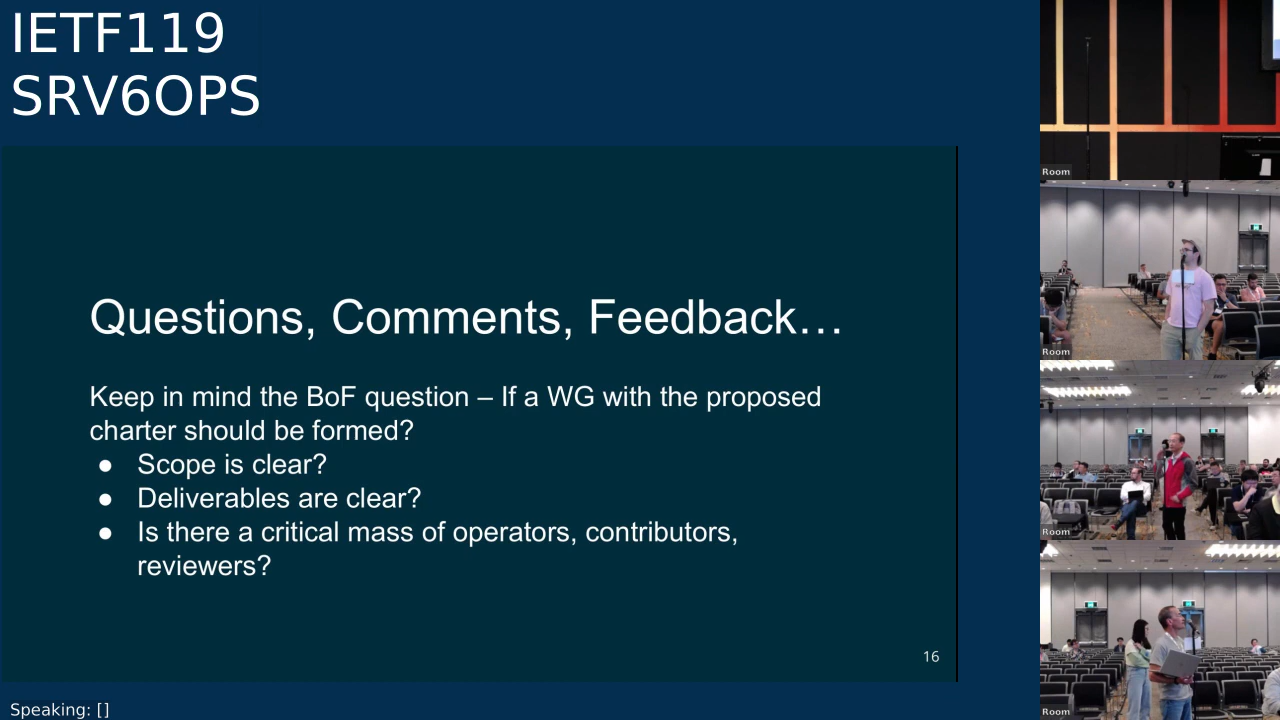 IETF119
SRV6OPS
Questions, Comments, Feedback…
Keep in mind the BoF question – If a WG with the proposed
charter should be formed?
● Scope is clear?
● Deliverables are clear?
● Is there a critical mass of operators, contributors,
reviewers?
16
Speaking: []
Room
Room
Room
Room